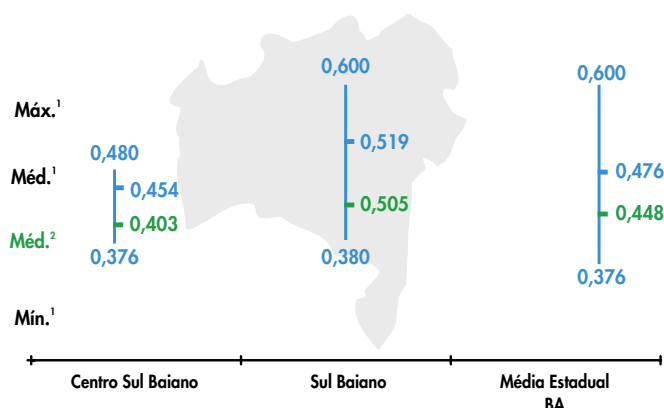 Máx.¹
Méd.¹
Méd.²
Mín.¹
0,480
0,454
0,403
0,376
0,600
0,519
0,505
0,380
0,600
0,476
0,448
0,376
Centro Sul Baiano
Sul Baiano
Média Estadual
BA